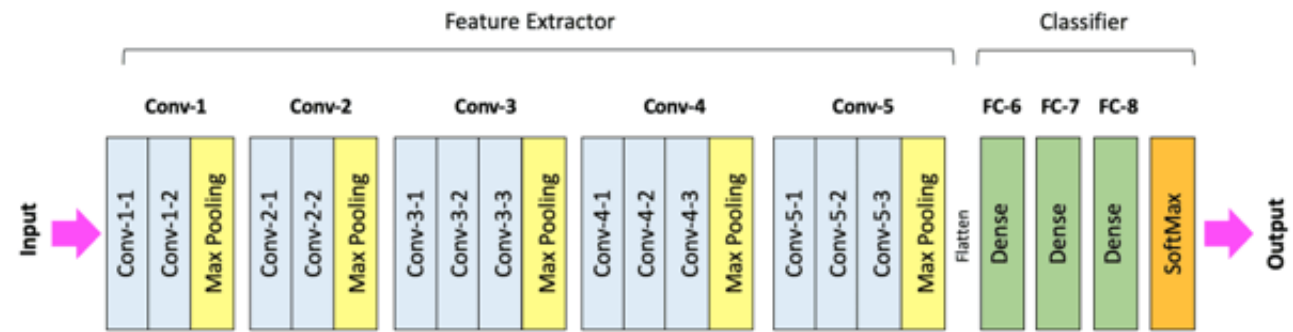 Feature Extractor
Classifier
Conv-1
Conv-2
Conv-3
Conv-4
Conv-5
FC-6
FC-7
FC-8
Input
Conv-1-1
Conv-1-2
Max Pooling
Conv-2-1
Conv-2-2
Max Pooling
Conv-3-1
Conv-3-2
Conv-3-3
Max Pooling
Conv-4-1
Conv-4-2
Conv-4-3
Max Pooling
Conv-5-1
Conv-5-2
Conv-5-3
Max Pooling
Flatten
Dense
Dense
Dense
SoftMax
Output